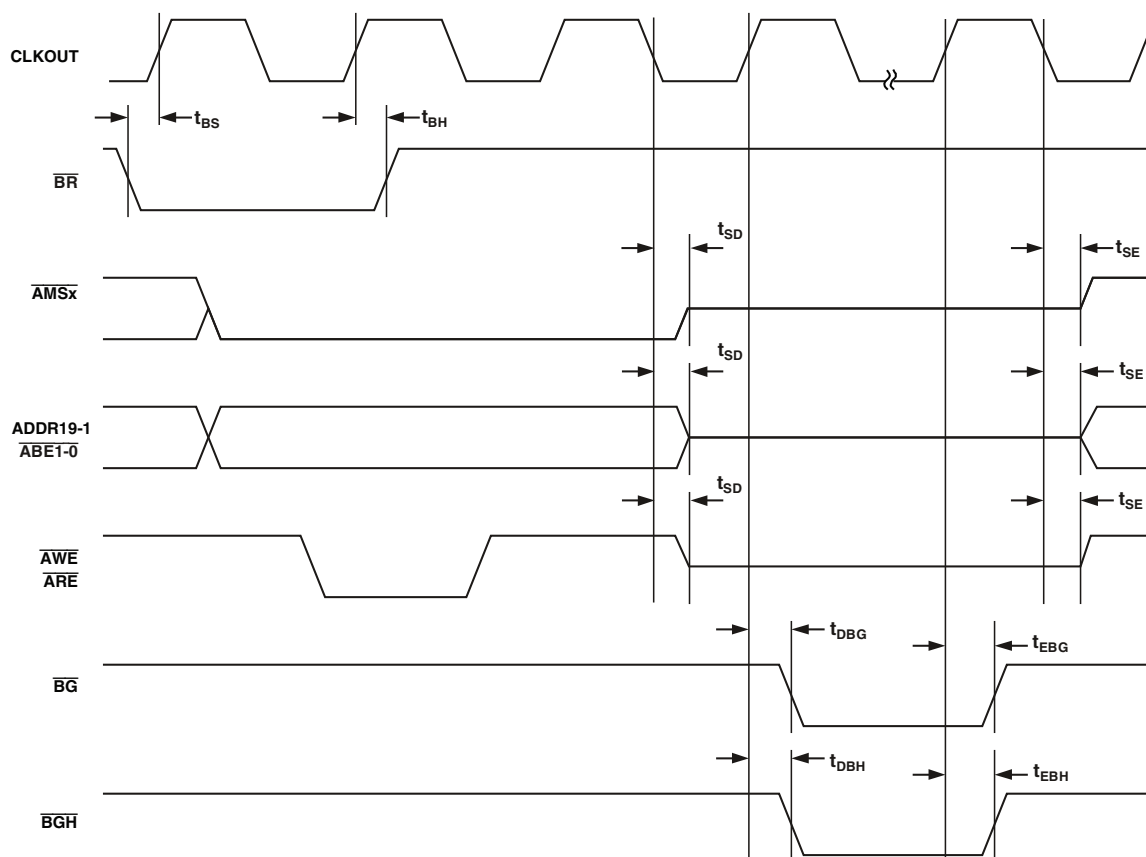 CLKOUT
tBS
tBH
BR
tSD
tSE
AMSx
tSD
tSE
ADDR19-1
ABE1-0
tSD
tSE
AWE
ARE
tDBG
tEBG
BG
tDBH
tEBH
BGH